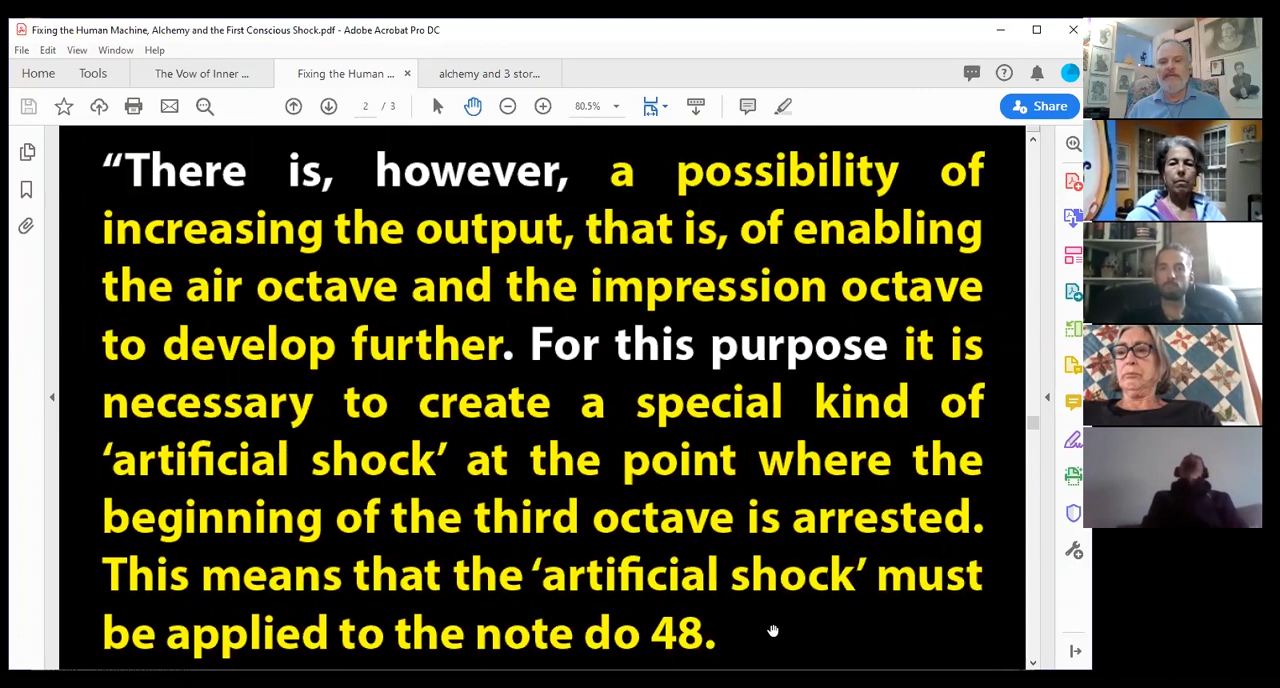 Fixing the Human Machine, Alchemy and the First Conscious Shock.pdf - Adobe Acrobat Pro DC
File Edit View Window Help
Home Tools The Vow of Inner ... Fixing the Human ... × alchemy and 3 stor...
2 / 3 80.5% Share
“There is, however, a possibility of
increasing the output, that is, of enabling
the air octave and the impression octave
to develop further. For this purpose it is
necessary to create a special kind of
‘artificial shock’ at the point where the
beginning of the third octave is arrested.
This means that the ‘artificial shock’ must
be applied to the note do 48.